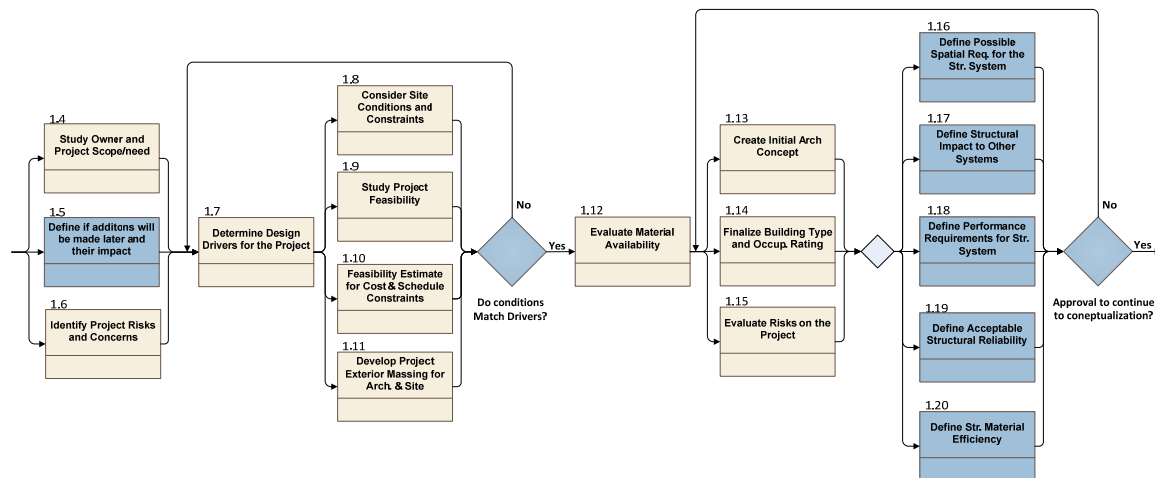 1.4
Study Owner and
Project Scope/need
1.5
Define if additons will
be made later and
their impact
1.6
Identify Project Risks
and Concerns
1.7
Determine Design
Drivers for the Project
1.8
Consider Site
Conditions and
Constraints
1.9
Study Project
Feasibility
1.10
Feasibility Estimate
for Cost & Schedule
Constraints
1.11
Develop Project
Exterior Massing for
Arch. & Site
No
Yes
Do conditions
Match Drivers?
1.12
Evaluate Material
Availability
1.13
Create Initial Arch
Concept
1.14
Finalize Building Type
and Occup. Rating
1.15
Evaluate Risks on the
Project
1.16
Define Possible
Spatial Req. for the
Str. System
1.17
Define Structural
Impact to Other
Systems
1.18
Define Performance
Requirements for Str.
System
1.19
Define Acceptable
Structural Reliability
1.20
Define Str. Material
Efficiency
No
Yes
Approval to continue
to coneptualization?